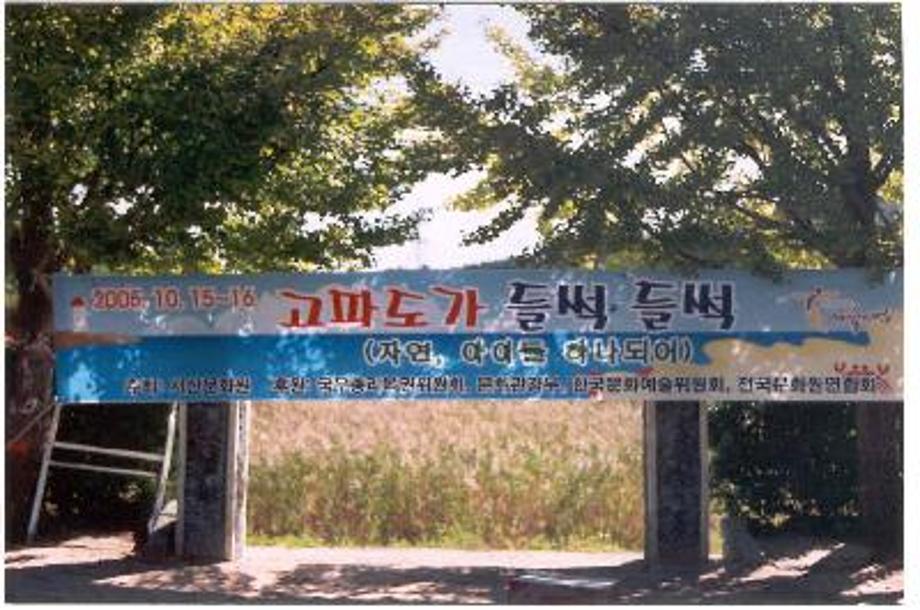 2005. 10. 15-16 고파도가 들썩 들썩
(자연, 아이들 하나되어)
주최: 서산문화원 후원: 국무총리복권위원회, 문화관광부, 한국문화예술위원회, 전국문화원연합회